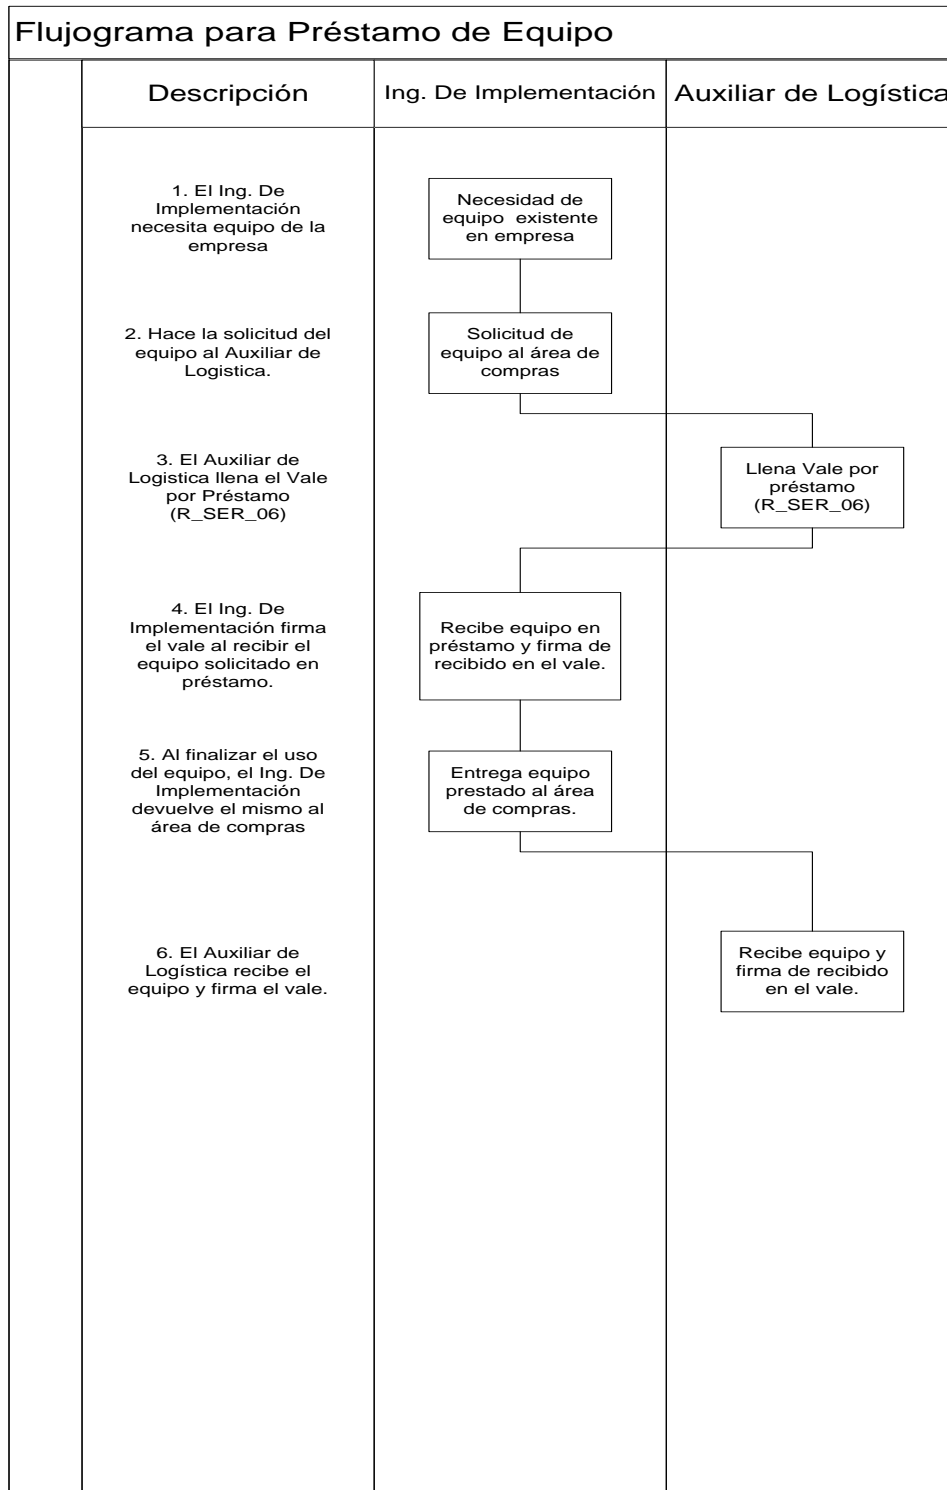 Flujograma para Préstamo de Equipo
Descripción
Ing. De Implementación
Auxiliar de Logística
1. El Ing. De
Implementación
necesita equipo de la
empresa
Necesidad de
equipo existente
en empresa
2. Hace la solicitud del
equipo al Auxiliar de
Logistica.
Solicitud de
equipo al área de
compras
3. El Auxiliar de
Logistica llena el Vale
por Préstamo
(R_SER_06)
Llena Vale por
préstamo
(R_SER_06)
4. El Ing. De
Implementación firma
el vale al recibir el
equipo solicitado en
préstamo.
Recibe equipo en
préstamo y firma de
recibido en el vale.
5. Al finalizar el uso
del equipo, el Ing. De
Implementación
devuelve el mismo al
área de compras
Entrega equipo
prestado al área
de compras.
6. El Auxiliar de
Logística recibe el
equipo y firma el vale.
Recibe equipo y
firma de recibido
en el vale.